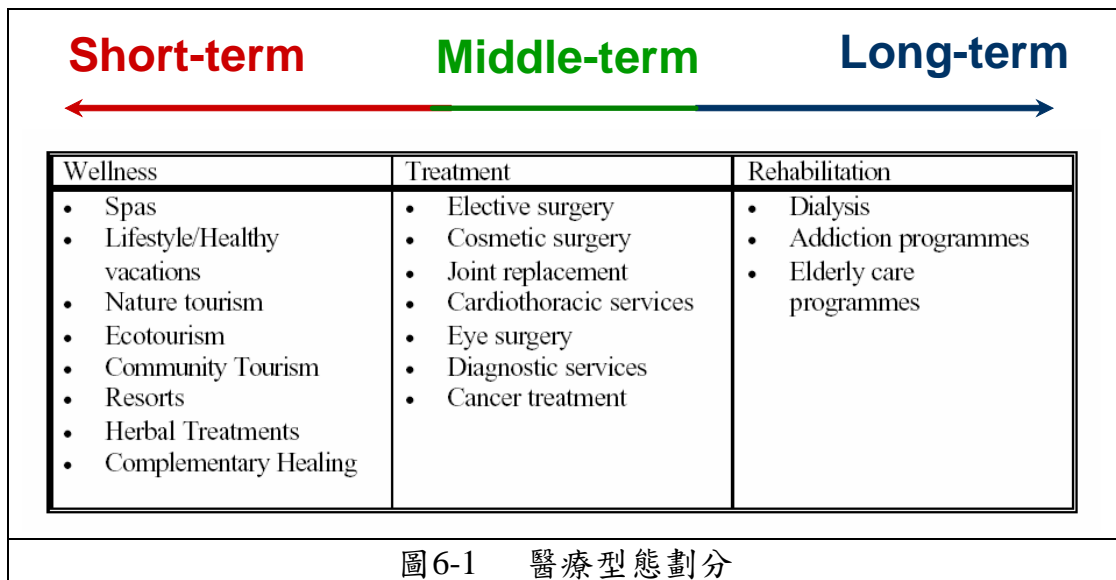 Short-term Middle-term Long-term
Wellness Treatment Rehabilitation
• Spas
• Lifestyle/Healthy
vacations
• Nature tourism
• Ecotourism
• Community Tourism
• Resorts
• Herbal Treatments
• Complementary Healing
• Elective surgery
• Cosmetic surgery
• Joint replacement
• Cardiothoracic services
• Eye surgery
• Diagnostic services
• Cancer treatment
• Dialysis
• Addiction programmes
• Elderly care
programmes
圖6-1 醫療型態劃分